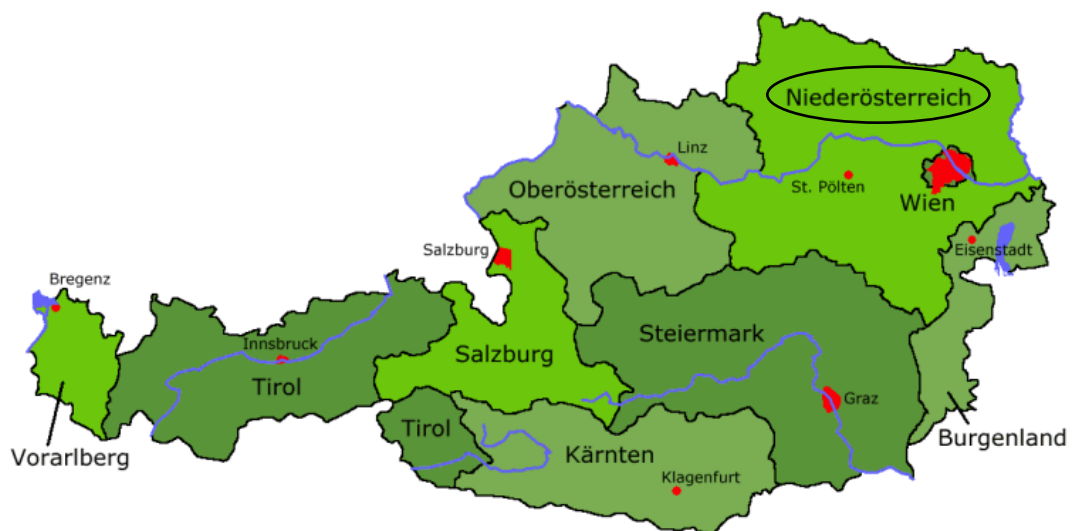 Niederösterreich
Linz
St. Pölten
Oberösterreich
Wien
Salzburg
Eisenstadt
Bregenz
Steiermark
Innsbruck
Salzburg
Tirol
Graz
Tirol
Burgenland
Vorarlberg
Kärnten
Klagenfurt